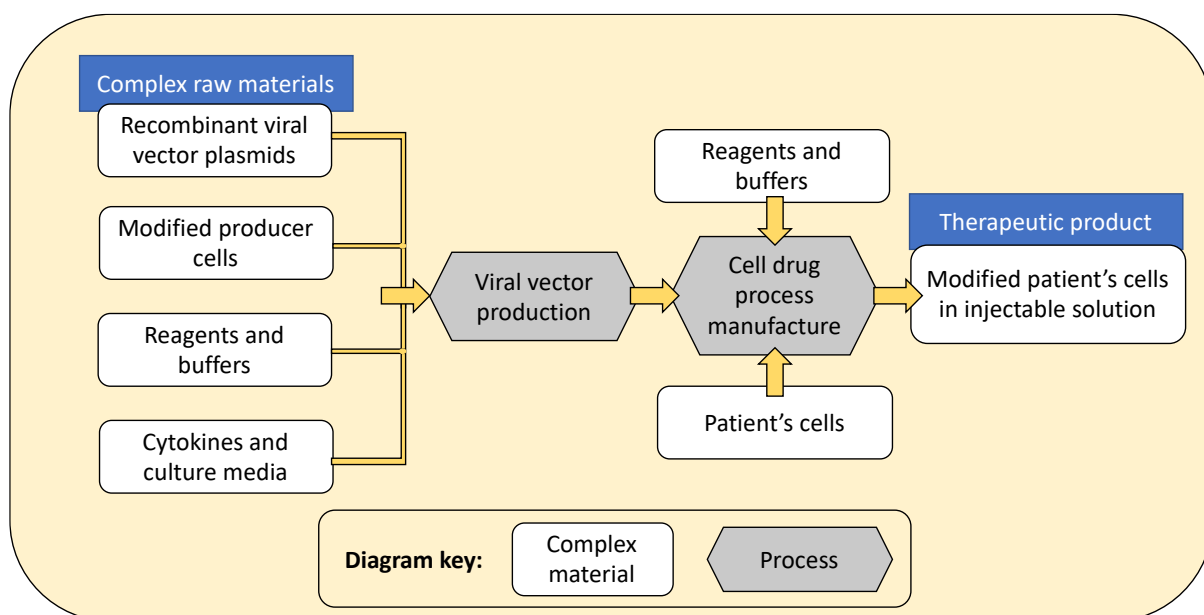 Complex raw materials
Recombinant viral
vector plasmids
Modified producer
cells
Reagents and
buffers
Cytokines and
culture media
Viral vector
production
Reagents and
buffers
Cell drug
process
manufacture
Patient’s cells
Therapeutic product
Modified patient’s cells
in injectable solution
Diagram key:
Complex
material
Process